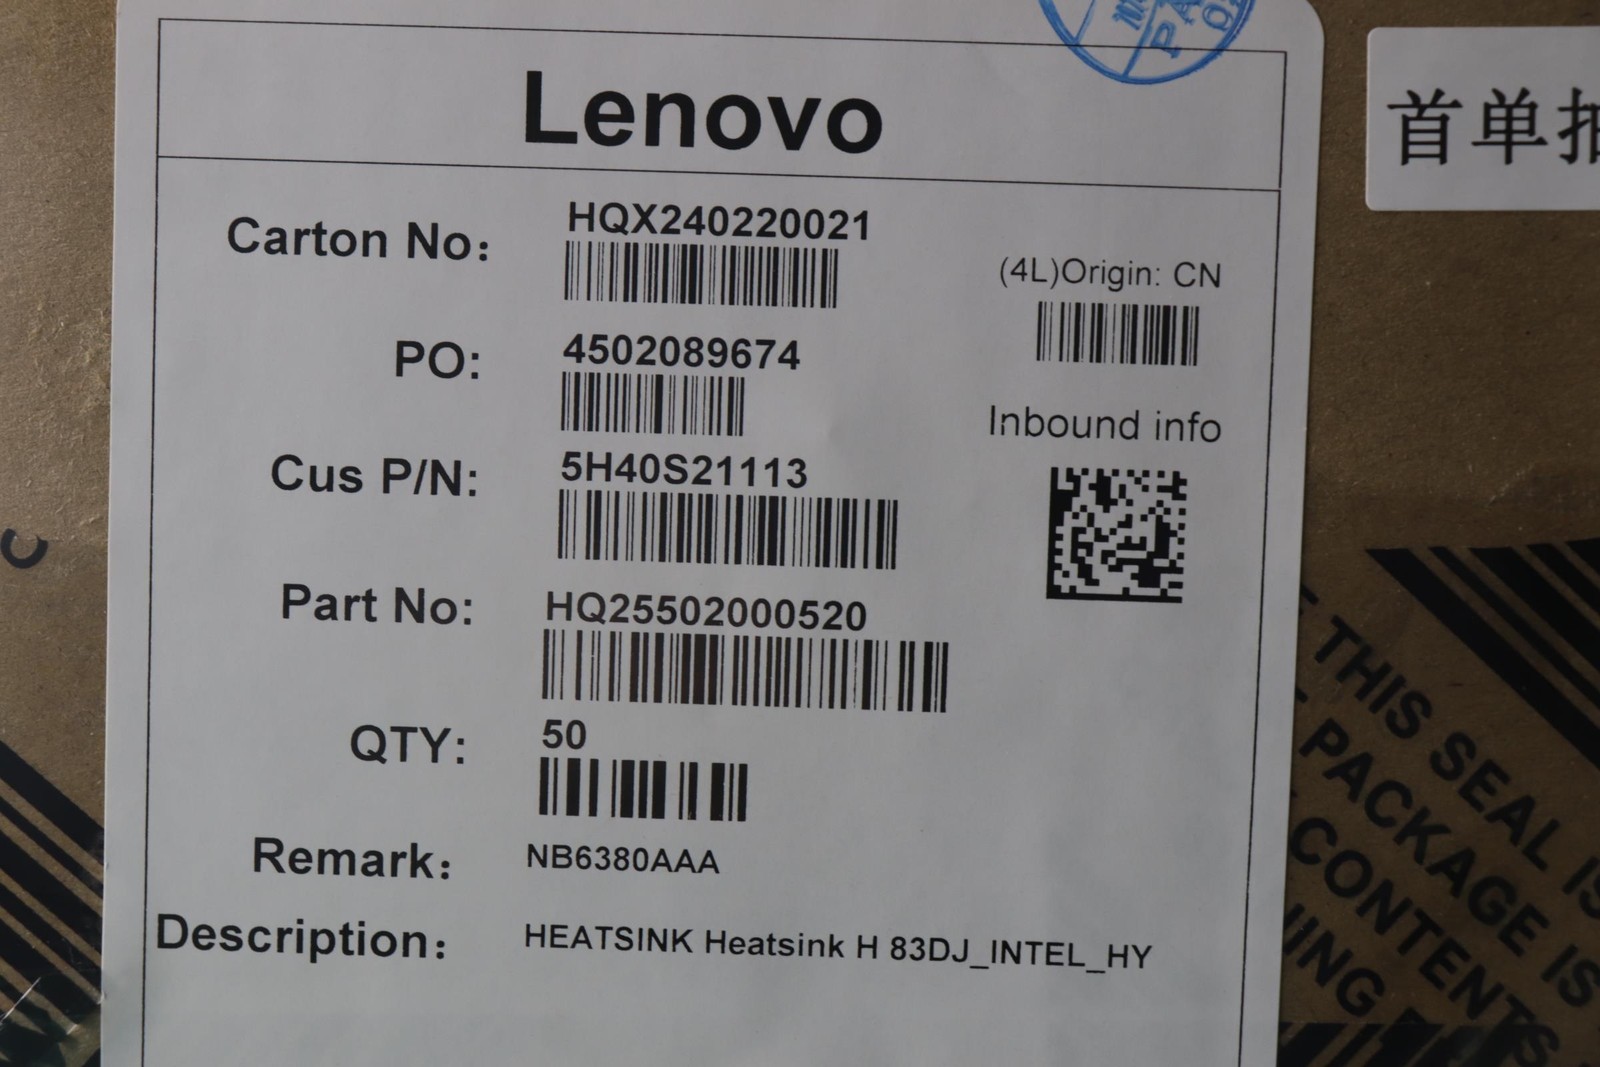 Lenovo
Carton No: HQX240220021
(4L)Origin: CN
PO: 4502089674
Inbound info
Cus P/N: 5H40S21113
Part No: HQ25502000520
QTY: 50
Remark: NB6380AAA
Description: HEATSINK Heatsink H 83DJ_INTEL_HY
首单
THIS SEAL IS
PACKAGE IS
CONTENTS